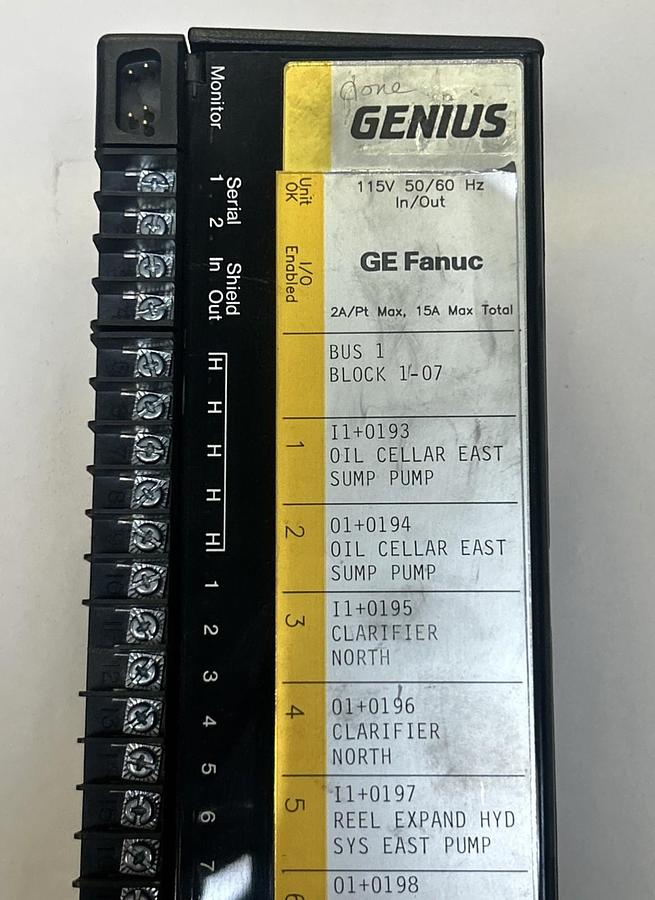 done
GENIUS
115V 50/60 Hz
In/Out
GE Fanuc
2A/Pt Max, 15A Max Total
Unit
OK
I/O
Enabled
BUS 1
BLOCK 1-07
1
I1+0193
OIL CELLAR EAST
SUMP PUMP
2
O1+0194
OIL CELLAR EAST
SUMP PUMP
3
I1+0195
CLARIFIER
NORTH
4
O1+0196
CLARIFIER
NORTH
5
I1+0197
REEL EXPAND HYD
SYS EAST PUMP
6
O1+0198
Monitor
Serial
1 2
Shield
In Out
H
H
H
H
H
1
2
3
4
5
6
7